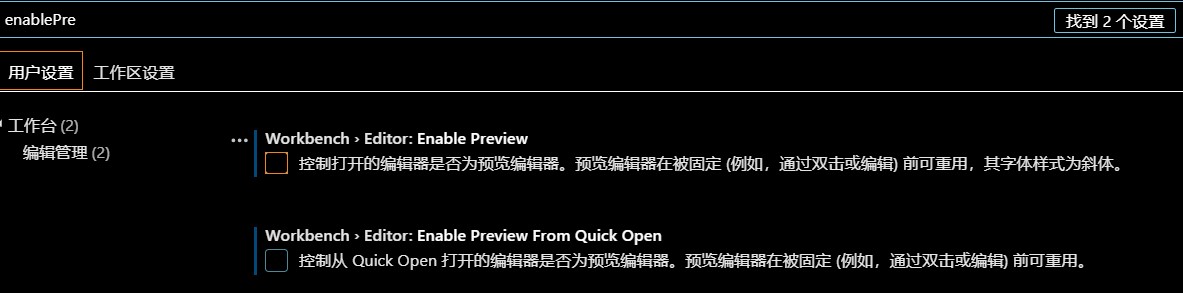 enablePre
找到 2 个设置
用户设置 工作区设置
工作台 (2)
编辑管理 (2)
Workbench › Editor: Enable Preview
控制打开的编辑器是否为预览编辑器。预览编辑器在被固定 (例如，通过双击或编辑) 前可重用，其字体样式为斜体。
Workbench › Editor: Enable Preview From Quick Open
控制从 Quick Open 打开的编辑器是否为预览编辑器。预览编辑器在被固定 (例如，通过双击或编辑) 前可重用。